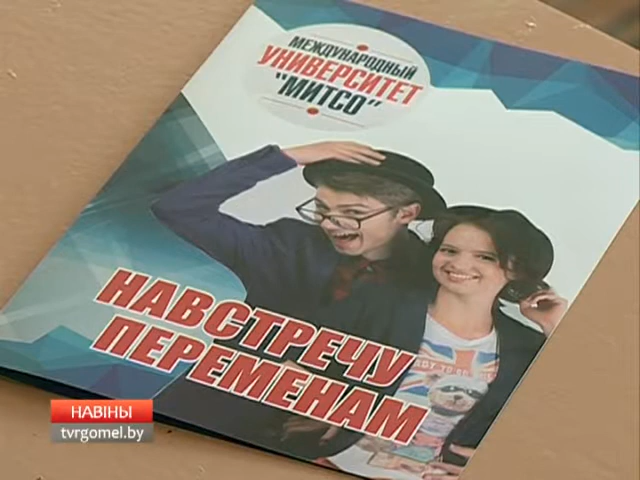 МЕЖДУНАРОДНЫЙ
УНИВЕРСИТЕТ
"МИТСО"
НАВСТРЕЧУ
ПЕРЕМЕНАМ
НАВІНЫ
tvrgomel.by